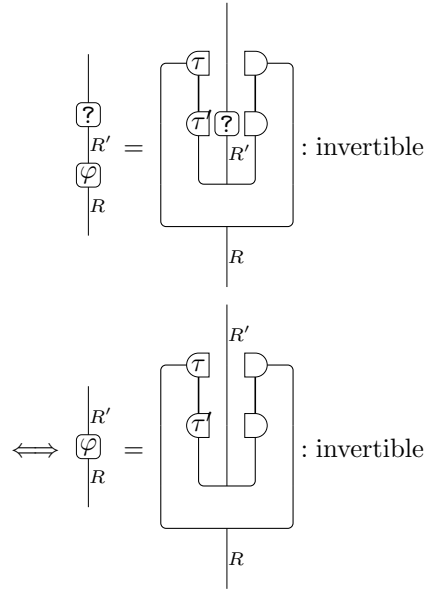 τ
? τ′ ?
R′ = R′ : invertible
φ
R
R
R′
τ
R′
⟺ φ = τ′ : invertible
R
R